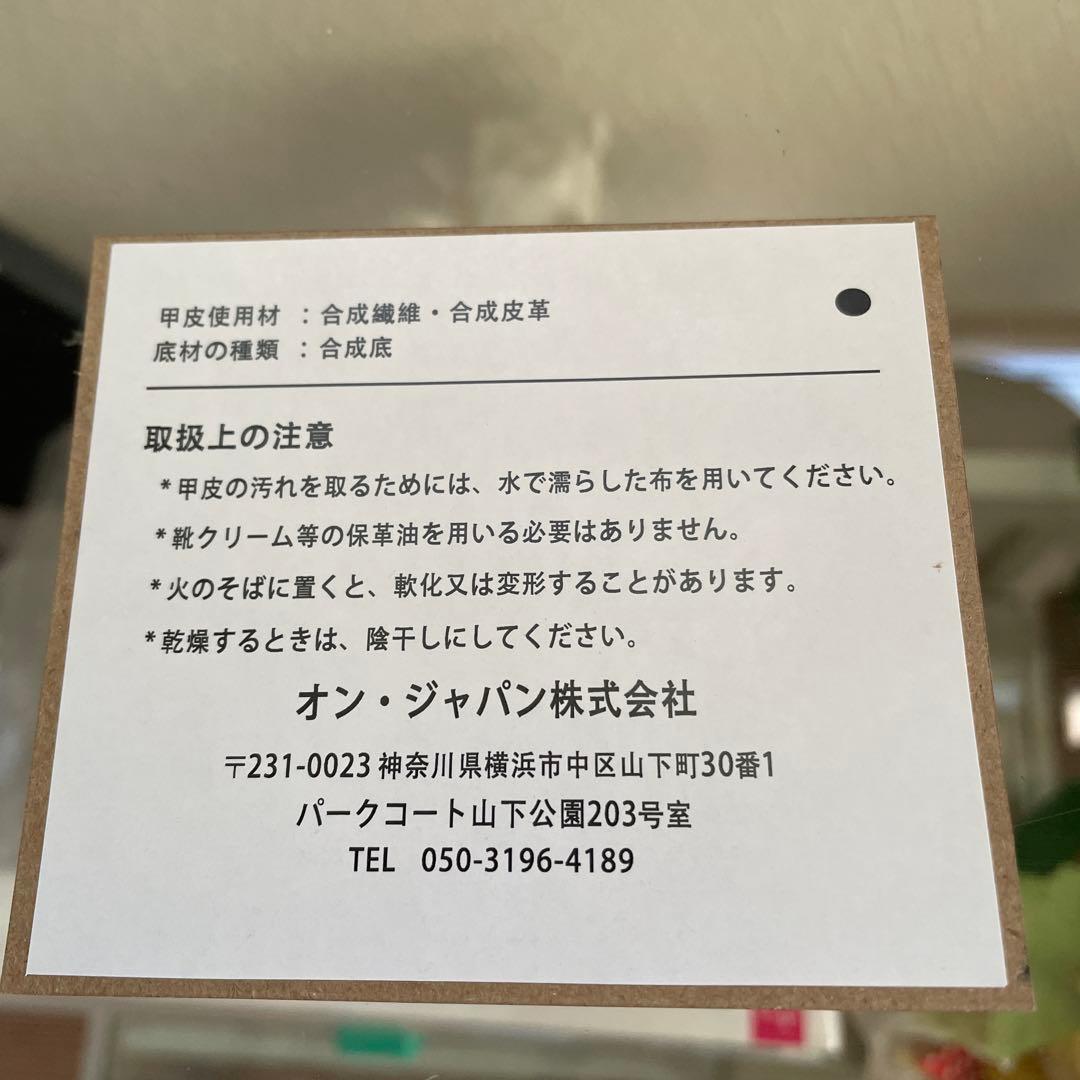 甲皮使用材 ：合成繊維・合成皮革
底材の種類 ：合成底
取扱上の注意
*甲皮の汚れを取るためには、水で濡らした布を用いてください。
*靴クリーム等の保革油を用いる必要はありません。
*火のそばに置くと、軟化又は変形することがあります。
*乾燥するときは、陰干しにしてください。
オン・ジャパン株式会社
〒231-0023 神奈川県横浜市中区山下町30番1
パークコート山下公園203号室
TEL 050-3196-4189